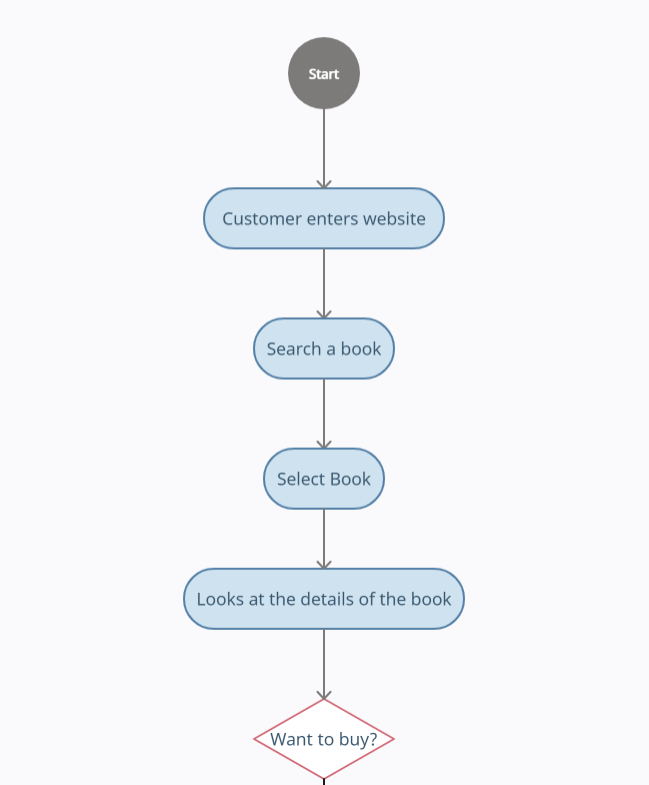 Start
Customer enters website
Search a book
Select Book
Looks at the details of the book
Want to buy?